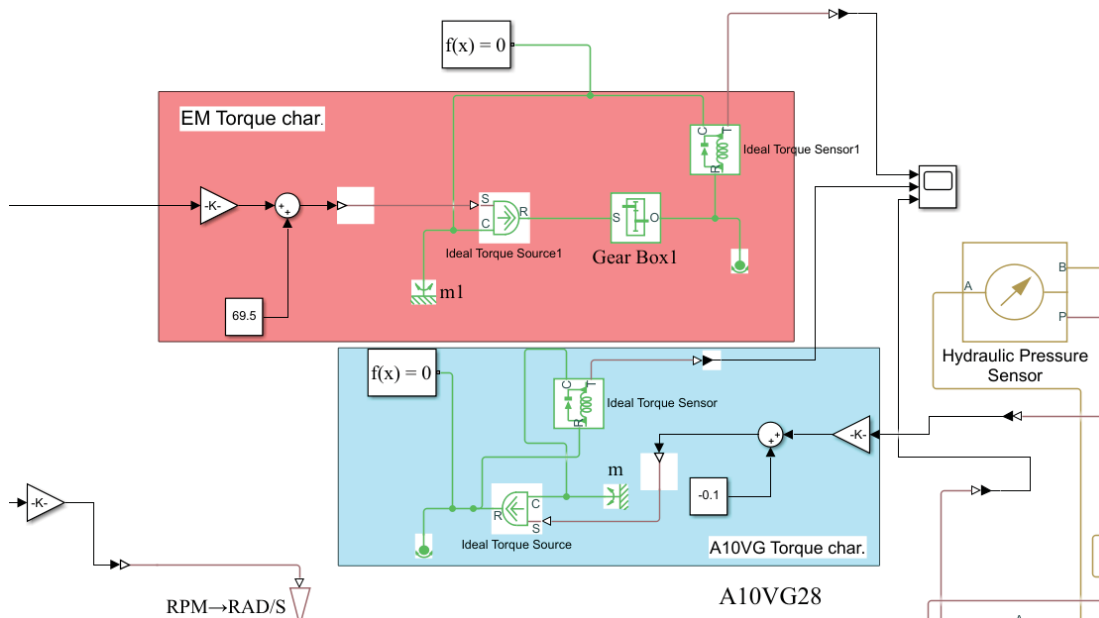 f(x) = 0
EM Torque char.
C
T
R
Ideal Torque Sensor1
-K-
+
+
S
C
R
Ideal Torque Source1
S
O
Gear Box1
m1
69.5
B
A
P
Hydraulic Pressure
Sensor
f(x) = 0
C
T
R
Ideal Torque Sensor
+
+
-K-
m
-0.1
R
C
S
Ideal Torque Source
A10VG Torque char.
-K-
RPM→RAD/S
A10VG28
A